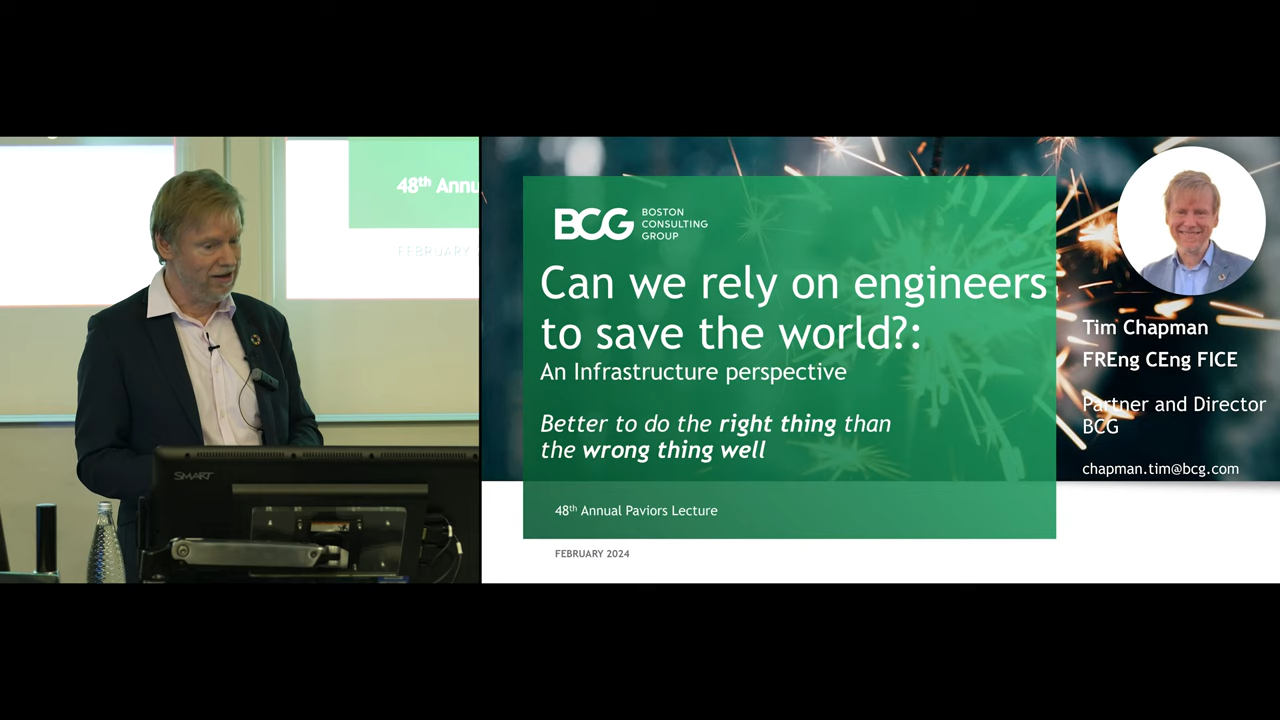 48th Annu
FEBRUARY
SMART
BCG
BOSTON
CONSULTING
GROUP
Can we rely on engineers
to save the world?:
An Infrastructure perspective
Better to do the right thing than
the wrong thing well
48th Annual Paviors Lecture
FEBRUARY 2024
Tim Chapman
FREng CEng FICE
Partner and Director
BCG
chapman.tim@bcg.com